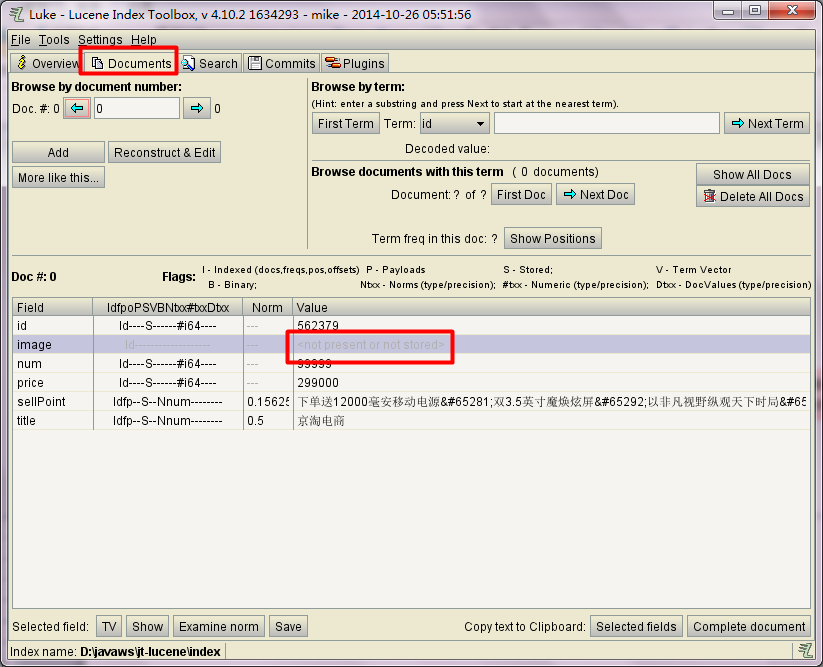 Luke - Lucene Index Toolbox, v 4.10.2 1634293 - mike - 2014-10-26 05:51:56
File Tools Settings Help
Overview Documents Search Commits Plugins
Browse by document number:
Doc. #: 0 0 0
Add Reconstruct & Edit
More like this...
Browse by term:
(Hint: enter a substring and press Next to start at the nearest term).
First Term Term: id Next Term
Decoded value:
Browse documents with this term ( 0 documents) Show All Docs
Document: ? of ? First Doc Next Doc Delete All Docs
Term freq in this doc: ? Show Positions
Doc #: 0 Flags: I - Indexed (docs,freqs,pos,offsets) P - Payloads S - Stored; V - Term Vector
B - Binary; Ntxx - Norms (type/precision); #txx - Numeric (type/precision); Dtxx - DocValues (type/precision)
Field IdfpoPSVBNtxx#txxDtxx Norm Value
id Id----S------#i64---- --- 562379
image Id------------------- --- <not present or not stored>
num Id----S------#i64---- --- 99999
price Id----S------#i64---- --- 299000
sellPoint Idfp--S--Nnum-------- 0.15625 下单送12000毫安移动电源&#65281;双3.5英寸魔焕炫屏&#65292;以非凡视野纵观天下时局&#65
title Idfp--S--Nnum-------- 0.5 京淘电商
Selected field: TV Show Examine norm Save Copy text to Clipboard: Selected fields Complete document
Index name: D:\javaws\jt-lucene\index